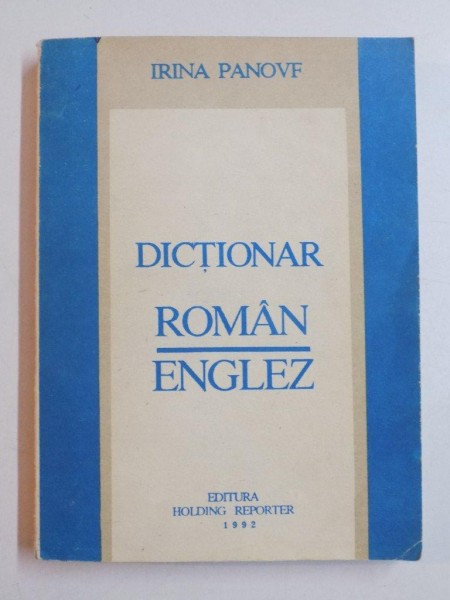 IRINA PANOVF
DICȚIONAR
ROMÂN
ENGLEZ
EDITURA
HOLDING REPORTER
1992